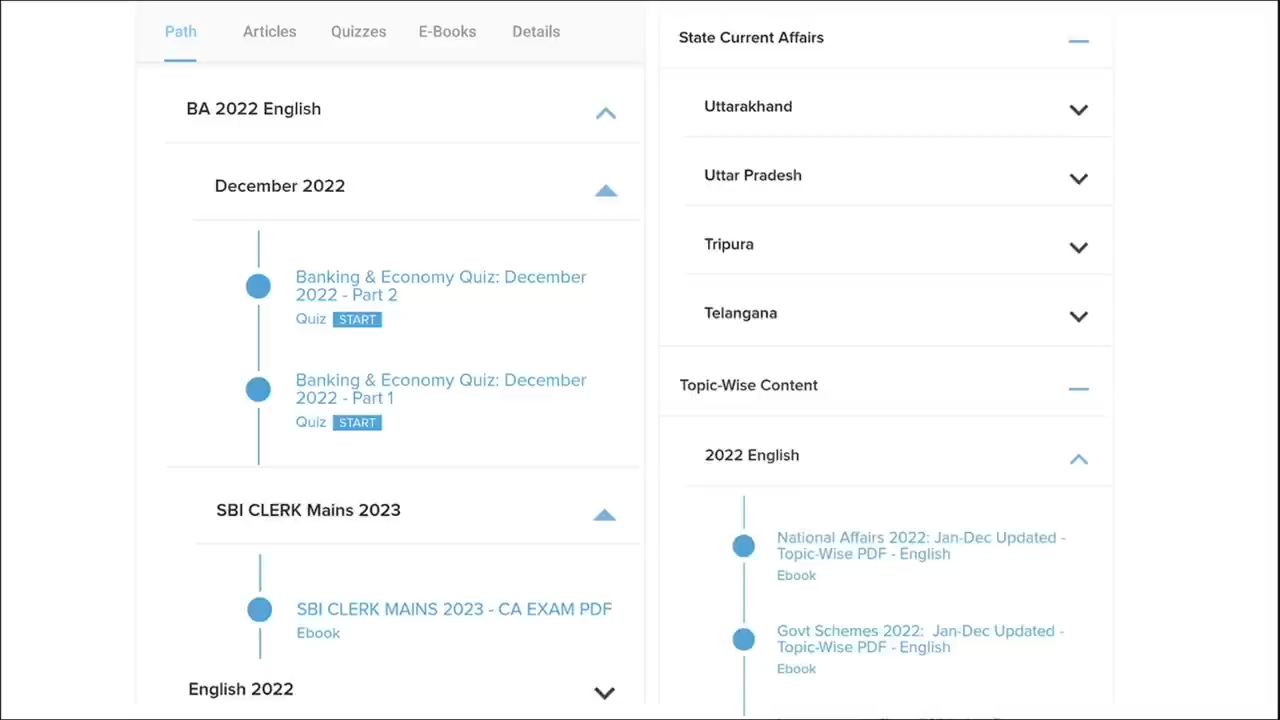 Path Articles Quizzes E-Books Details
BA 2022 English
December 2022
Banking & Economy Quiz: December
2022 - Part 2
Quiz START
Banking & Economy Quiz: December
2022 - Part 1
Quiz START
SBI CLERK Mains 2023
SBI CLERK MAINS 2023 - CA EXAM PDF
Ebook
English 2022
State Current Affairs
Uttarakhand
Uttar Pradesh
Tripura
Telangana
Topic-Wise Content
2022 English
National Affairs 2022: Jan-Dec Updated -
Topic-Wise PDF - English
Ebook
Govt Schemes 2022: Jan-Dec Updated -
Topic-Wise PDF - English
Ebook